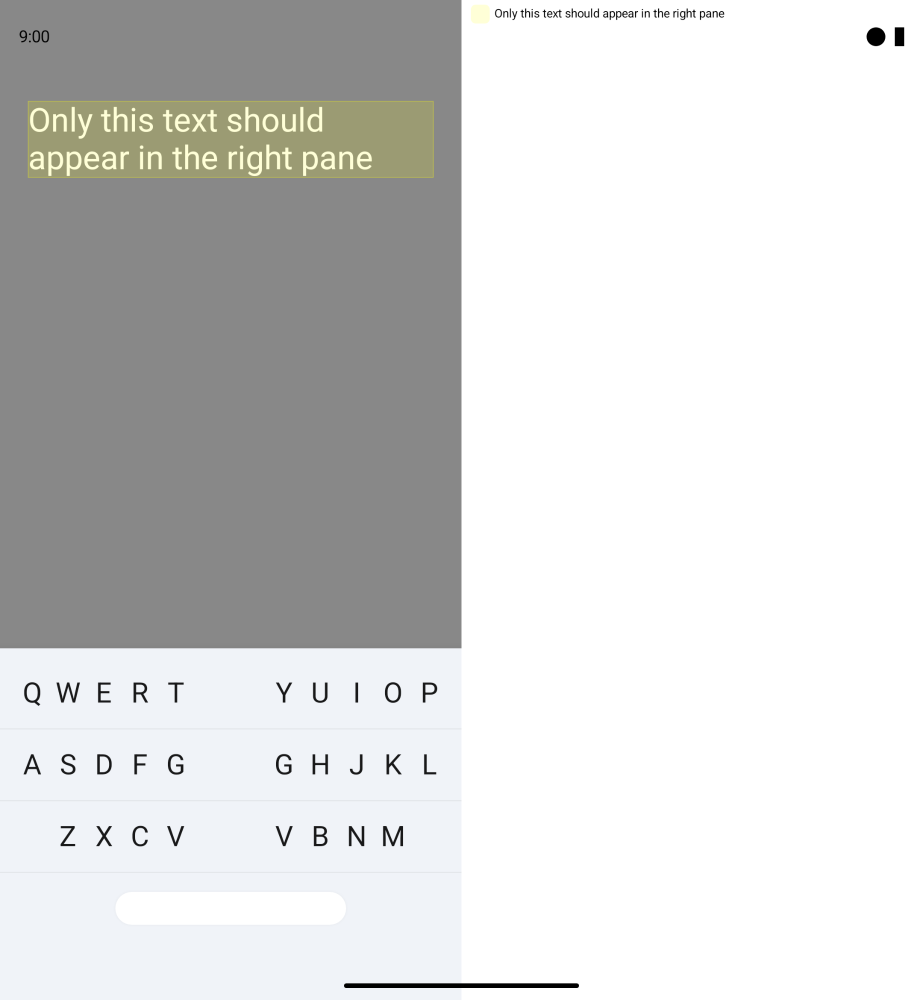 Only this text should appear in the right pane
9:00
Only this text should
appear in the right pane
Q W E R T Y U I O P
A S D F G G H J K L
Z X C V V B N M